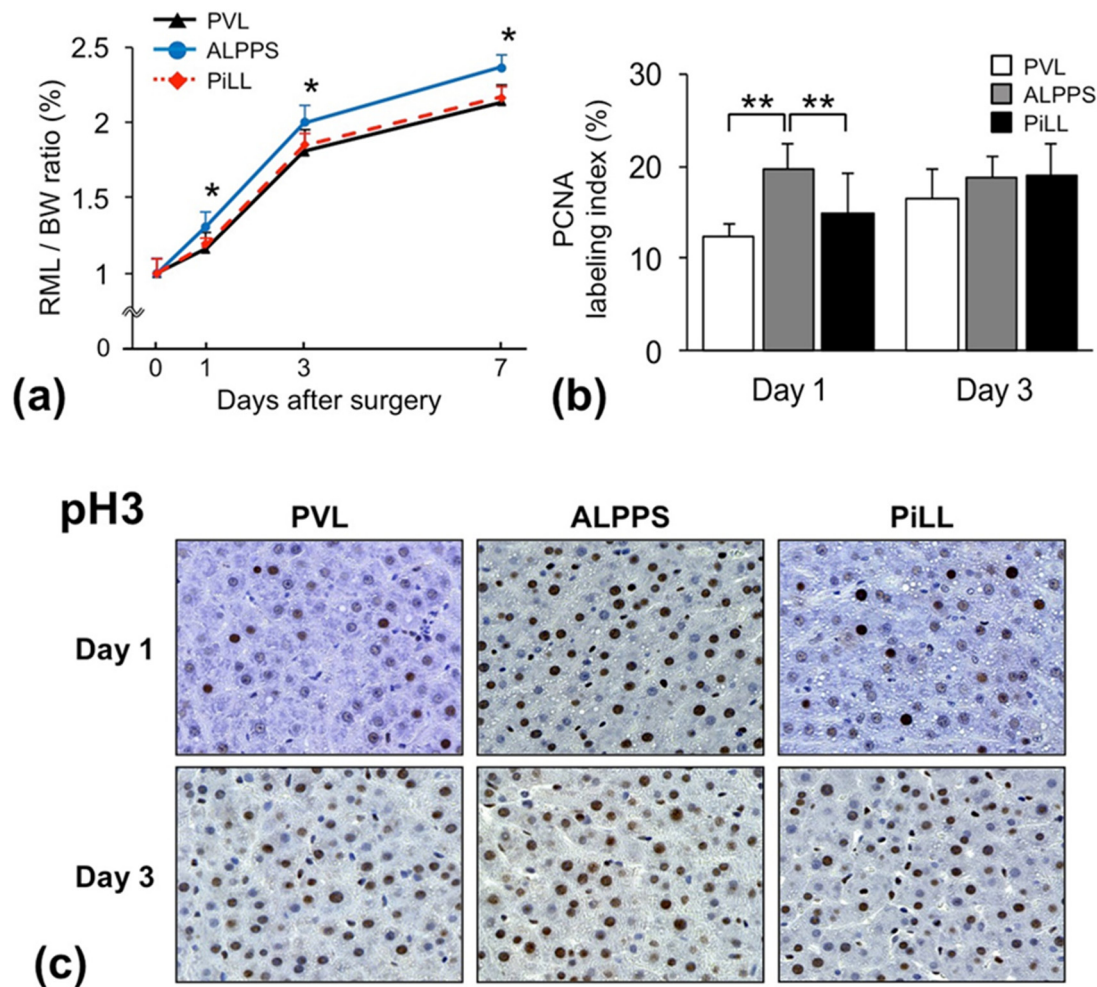 PVL
ALPPS
PiLL
2.5
2
1.5
1
0
RML / BW ratio (%)
*
*
*
0 1 3 7
Days after surgery
(a)
PVL
ALPPS
PiLL
30
20
10
0
PCNA
labeling index (%)
** **
Day 1 Day 3
(b)
pH3
PVL ALPPS PiLL
Day 1
Day 3
(c)